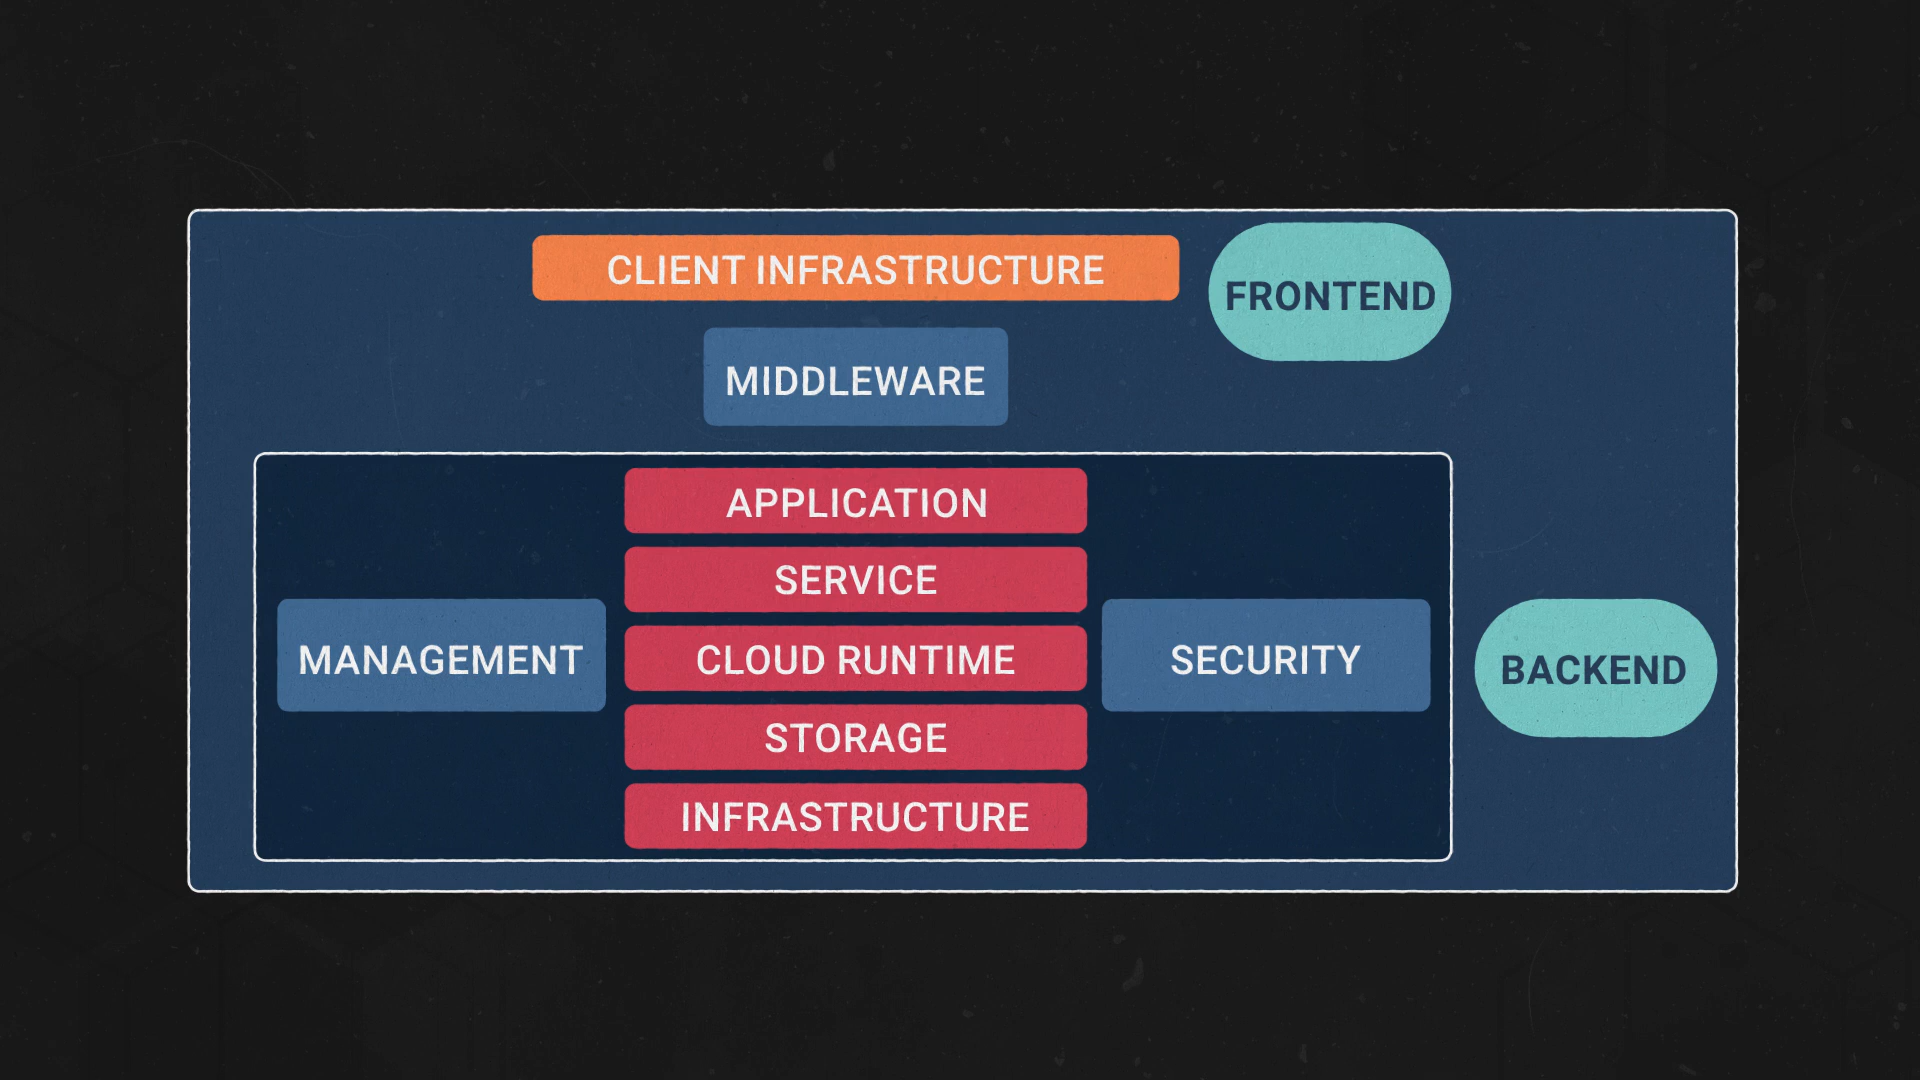 CLIENT INFRASTRUCTURE
FRONTEND
MIDDLEWARE
APPLICATION
SERVICE
MANAGEMENT
CLOUD RUNTIME
SECURITY
BACKEND
STORAGE
INFRASTRUCTURE